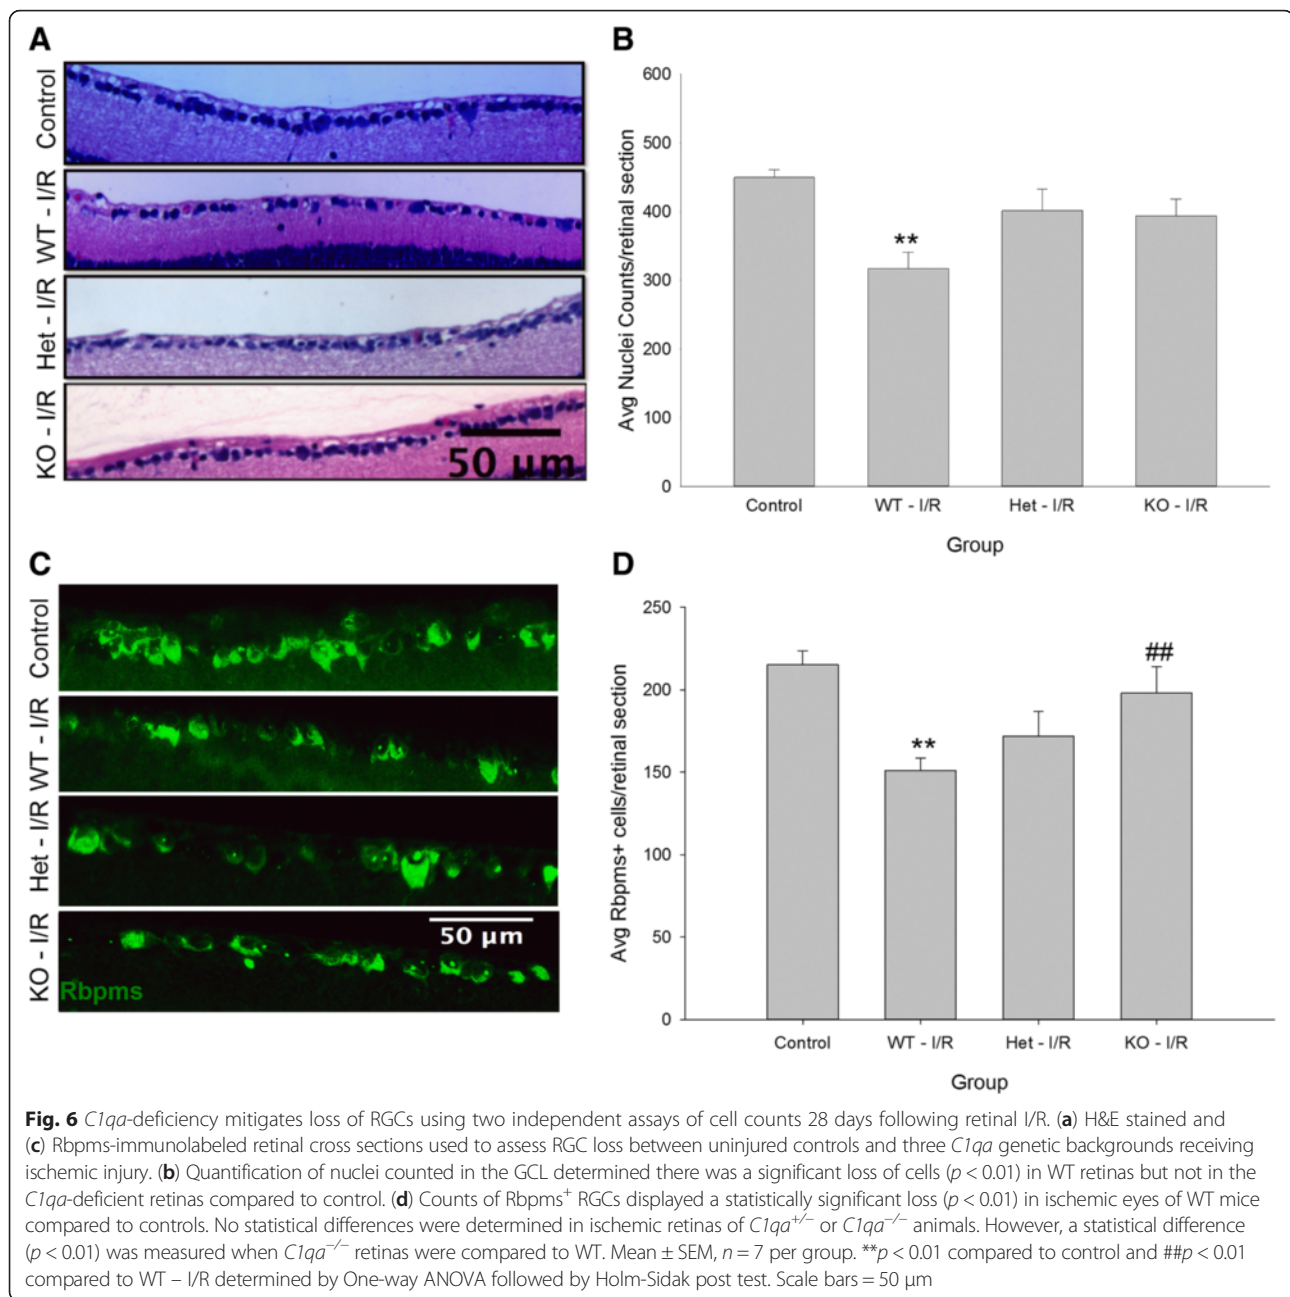 A
Control
WT - I/R
Het - I/R
KO - I/R
50 µm
B
600
500
400
300
200
100
0
Avg Nuclei Counts/retinal section
**
Control WT - I/R Het - I/R KO - I/R
Group
C
Control
WT - I/R
Het - I/R
KO - I/R
50 µm
Rbpms
D
250
200
150
100
50
0
Avg Rbpms+ cells/retinal section
**
##
Control WT - I/R Het - I/R KO - I/R
Group
Fig. 6 C1qa-deficiency mitigates loss of RGCs using two independent assays of cell counts 28 days following retinal I/R. (a) H&E stained and
(c) Rbpms-immunolabeled retinal cross sections used to assess RGC loss between uninjured controls and three C1qa genetic backgrounds receiving
ischemic injury. (b) Quantification of nuclei counted in the GCL determined there was a significant loss of cells (p < 0.01) in WT retinas but not in the
C1qa-deficient retinas compared to control. (d) Counts of Rbpms⁺ RGCs displayed a statistically significant loss (p < 0.01) in ischemic eyes of WT mice
compared to controls. No statistical differences were determined in ischemic retinas of C1qa⁺/⁻ or C1qa⁻/⁻ animals. However, a statistical difference
(p < 0.01) was measured when C1qa⁻/⁻ retinas were compared to WT. Mean ± SEM, n = 7 per group. **p < 0.01 compared to control and ##p < 0.01
compared to WT – I/R determined by One-way ANOVA followed by Holm-Sidak post test. Scale bars = 50 µm